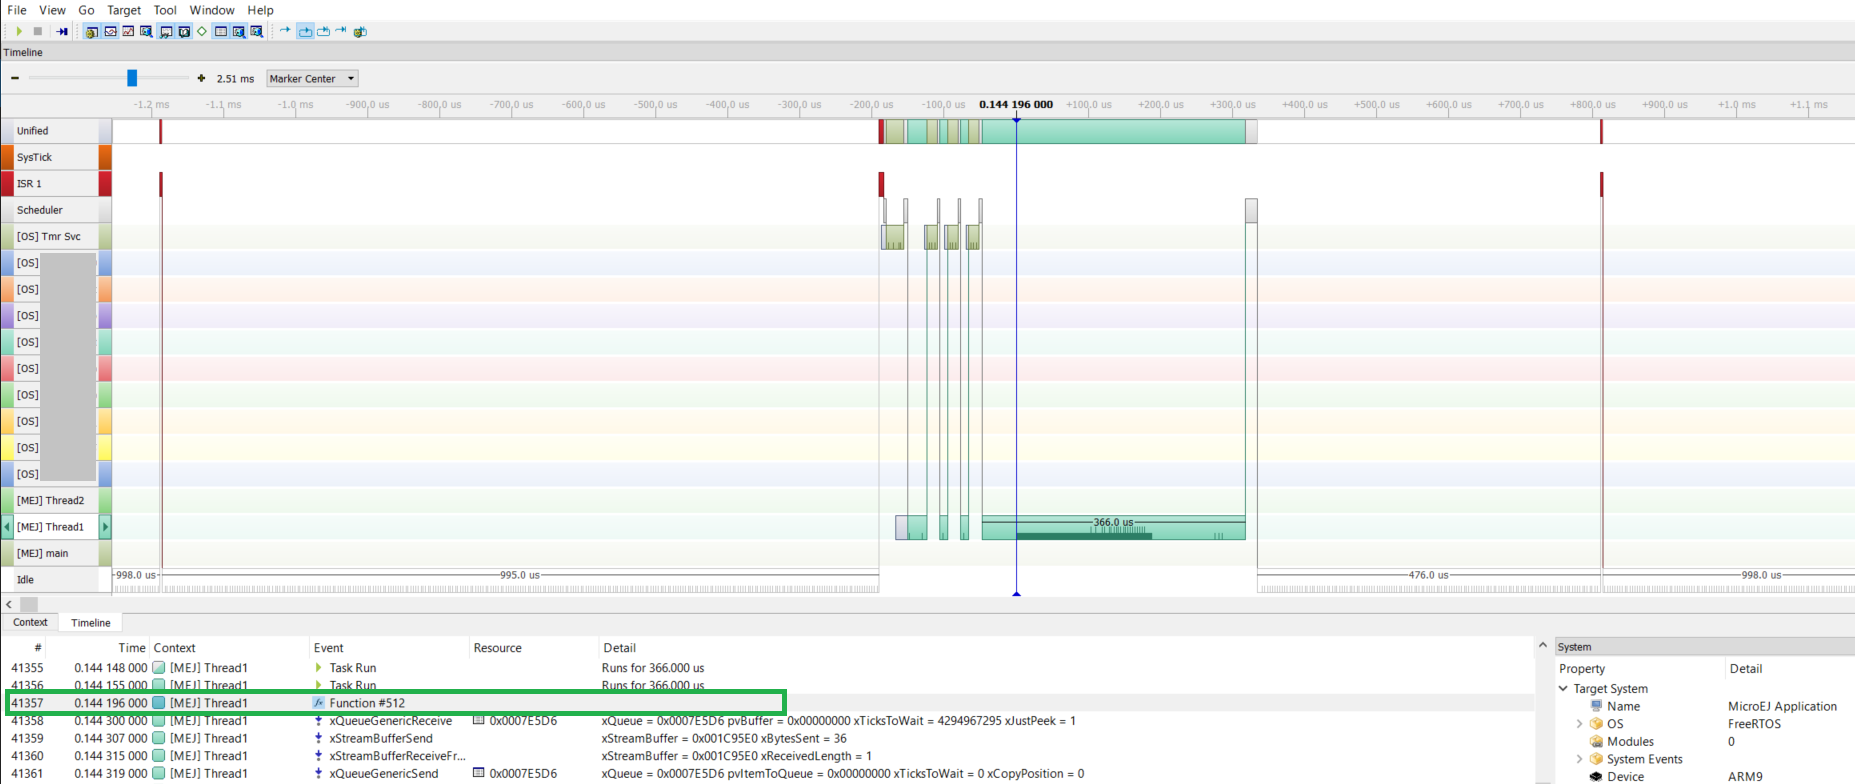 File View Go Target Tool Window Help
Timeline
2.51 ms Marker Center
-1.2 ms -1.1 ms -1.0 ms -900.0 us -800.0 us -700.0 us -600.0 us -500.0 us -400.0 us -300.0 us -200.0 us -100.0 us 0.144 196 000 +100.0 us +200.0 us +300.0 us +400.0 us +500.0 us +600.0 us +700.0 us +800.0 us +900.0 us +1.0 ms +1.1 ms
Unified
SysTick
ISR 1
Scheduler
[OS] Tmr Svc
[OS]
[OS]
[OS]
[OS]
[OS]
[OS]
[OS]
[OS]
[OS]
[MEJ] Thread2
[MEJ] Thread1 366.0 us
[MEJ] main
Idle 998.0 us 995.0 us 476.0 us 998.0 us
Context Timeline
# Time Context Event Resource Detail
41355 0.144 148 000 [MEJ] Thread1 Task Run Runs for 366.000 us
41356 0.144 155 000 [MEJ] Thread1 Task Run Runs for 366.000 us
41357 0.144 196 000 [MEJ] Thread1 Function #512
41358 0.144 300 000 [MEJ] Thread1 xQueueGenericReceive 0x0007E5D6 xQueue = 0x0007E5D6 pvBuffer = 0x00000000 xTicksToWait = 4294967295 xJustPeek = 1
41359 0.144 307 000 [MEJ] Thread1 xStreamBufferSend xStreamBuffer = 0x001C95E0 xBytesSent = 36
41360 0.144 315 000 [MEJ] Thread1 xStreamBufferReceiveFr... xStreamBuffer = 0x001C95E0 xReceivedLength = 1
41361 0.144 319 000 [MEJ] Thread1 xQueueGenericSend 0x0007E5D6 xQueue = 0x0007E5D6 pvItemToQueue = 0x00000000 xTicksToWait = 0 xCopyPosition = 0
System
Property Detail
Target System
Name MicroEJ Application
OS FreeRTOS
Modules 0
System Events
Device ARM9